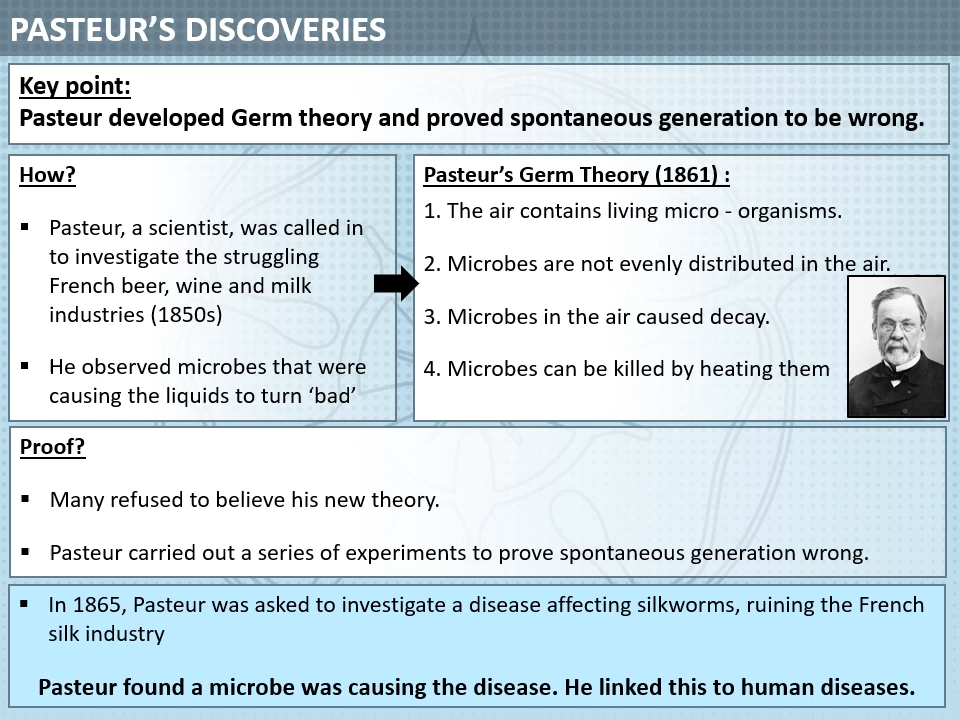 PASTEUR’S DISCOVERIES
Key point:
Pasteur developed Germ theory and proved spontaneous generation to be wrong.
How?
▪ Pasteur, a scientist, was called in
to investigate the struggling
French beer, wine and milk
industries (1850s)
▪ He observed microbes that were
causing the liquids to turn ‘bad’
Pasteur’s Germ Theory (1861) :
1. The air contains living micro - organisms.
2. Microbes are not evenly distributed in the air.
3. Microbes in the air caused decay.
4. Microbes can be killed by heating them
Proof?
▪ Many refused to believe his new theory.
▪ Pasteur carried out a series of experiments to prove spontaneous generation wrong.
▪ In 1865, Pasteur was asked to investigate a disease affecting silkworms, ruining the French
silk industry
Pasteur found a microbe was causing the disease. He linked this to human diseases.